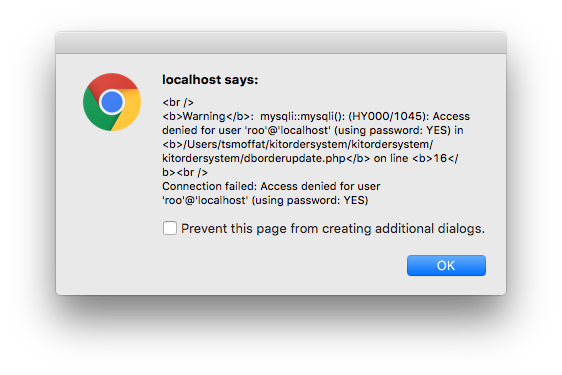 localhost says:
<br />
<b>Warning</b>:  mysqli::mysqli(): (HY000/1045): Access
denied for user 'roo'@'localhost' (using password: YES) in
<b>/Users/tsmoffat/kitordersystem/kitordersystem/
kitordersystem/dborderupdate.php</b> on line <b>16</
b><br />
Connection failed: Access denied for user
'roo'@'localhost' (using password: YES)
Prevent this page from creating additional dialogs.
OK